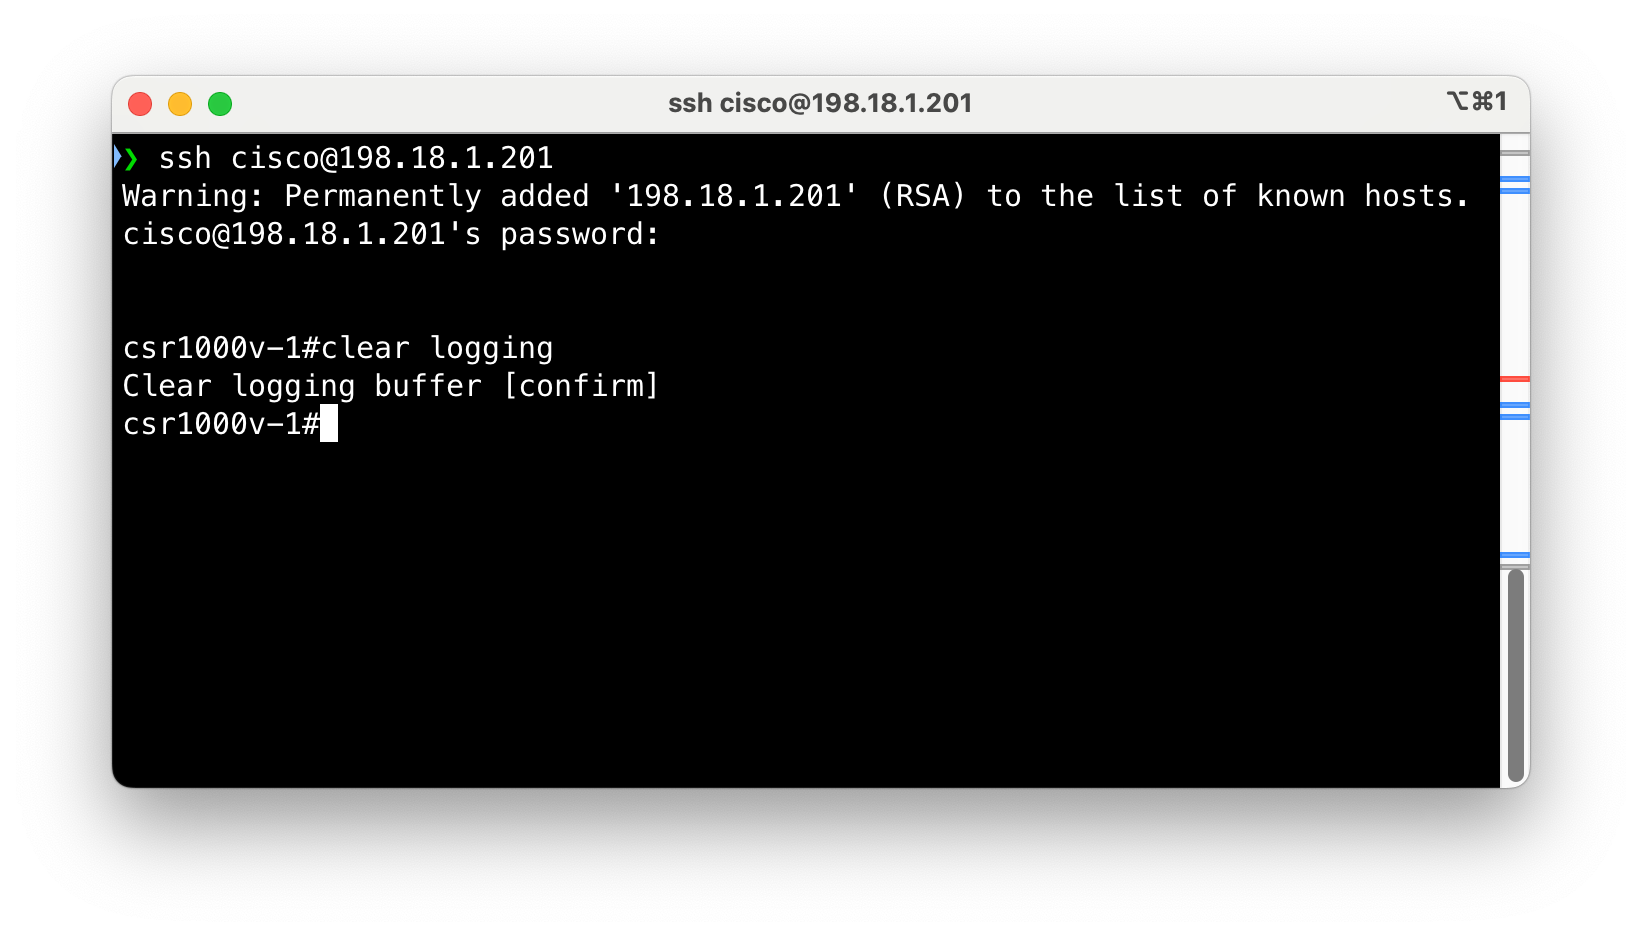 ssh cisco@198.18.1.201
⌥⌘1
❯ ssh cisco@198.18.1.201
Warning: Permanently added '198.18.1.201' (RSA) to the list of known hosts.
cisco@198.18.1.201's password:
csr1000v-1#clear logging
Clear logging buffer [confirm]
csr1000v-1#